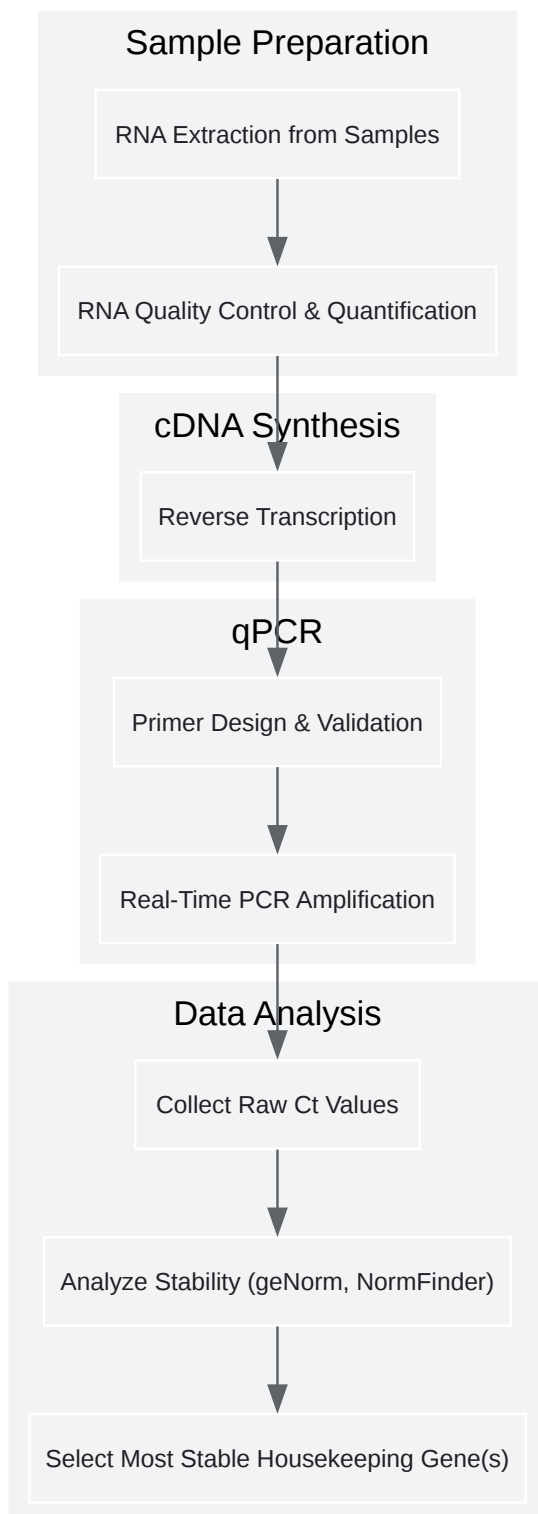 Sample Preparation
RNA Extraction from Samples
RNA Quality Control & Quantification
cDNA Synthesis
Reverse Transcription
qPCR
Primer Design & Validation
Real-Time PCR Amplification
Data Analysis
Collect Raw Ct Values
Analyze Stability (geNorm, NormFinder)
Select Most Stable Housekeeping Gene(s)